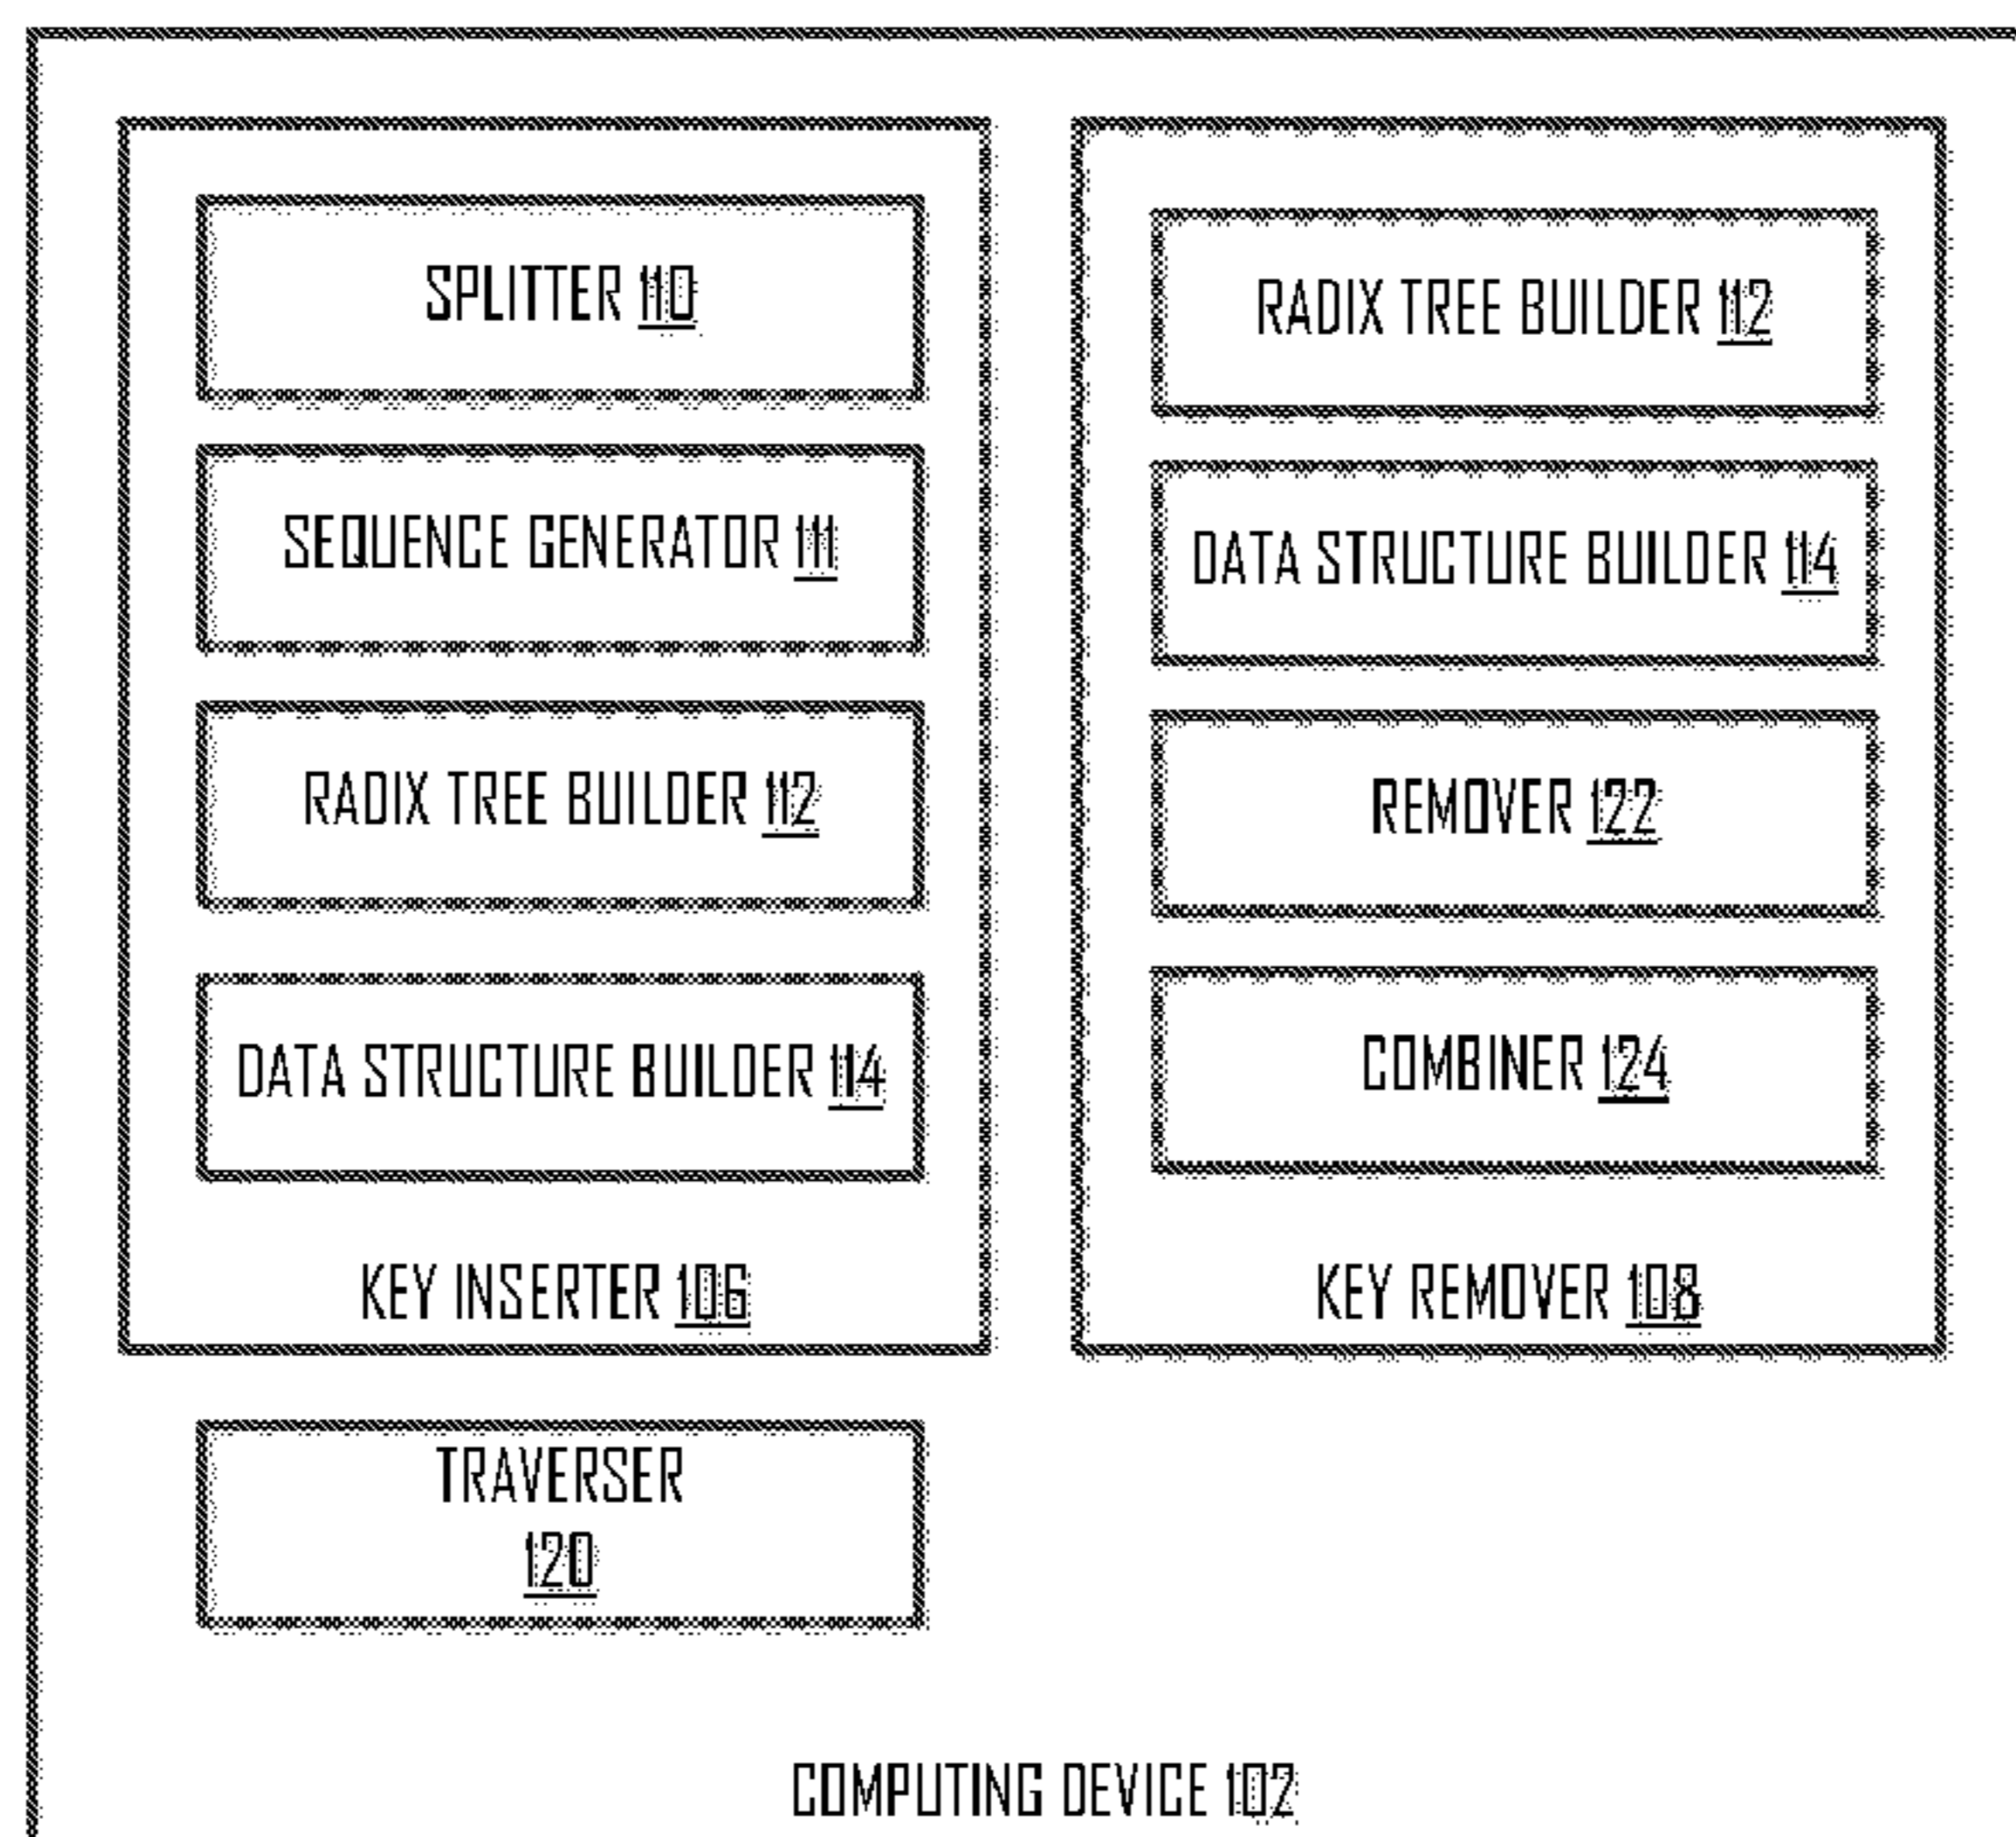 SPLITTER 110
SEQUENCE GENERATOR 111
RADIX TREE BUILDER 112
DATA STRUCTURE BUILDER 114
KEY INSERTER 106
RADIX TREE BUILDER 112
DATA STRUCTURE BUILDER 114
REMOVER 122
COMBINER 124
KEY REMOVER 108
TRAVERSER
120
COMPUTING DEVICE 102